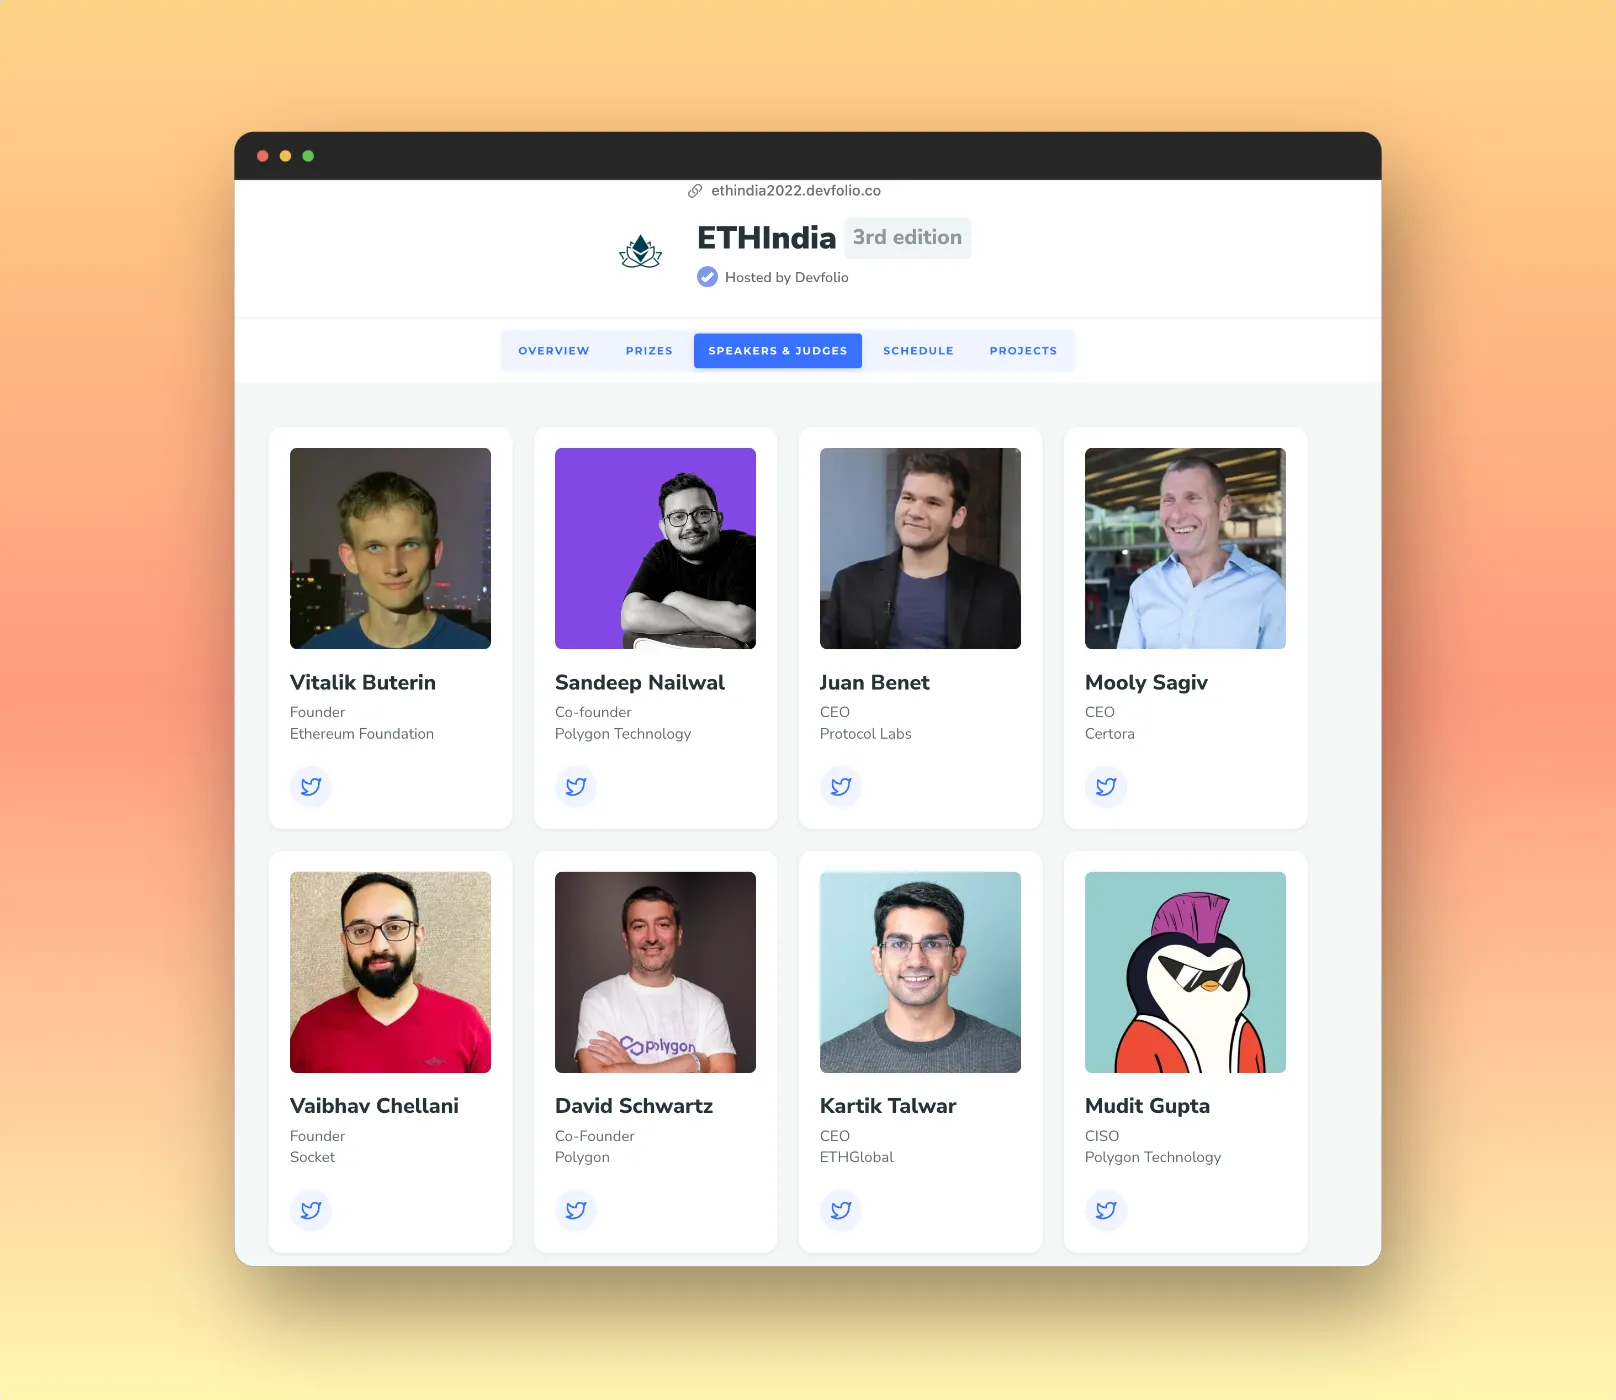 ethindia2022.devfolio.co
ETHIndia 3rd edition
Hosted by Devfolio
OVERVIEW PRIZES SPEAKERS & JUDGES SCHEDULE PROJECTS
Vitalik Buterin
Founder
Ethereum Foundation
Sandeep Nailwal
Co-founder
Polygon Technology
Juan Benet
CEO
Protocol Labs
Mooly Sagiv
CEO
Certora
polygon
Vaibhav Chellani
Founder
Socket
David Schwartz
Co-Founder
Polygon
Kartik Talwar
CEO
ETHGlobal
Mudit Gupta
CISO
Polygon Technology